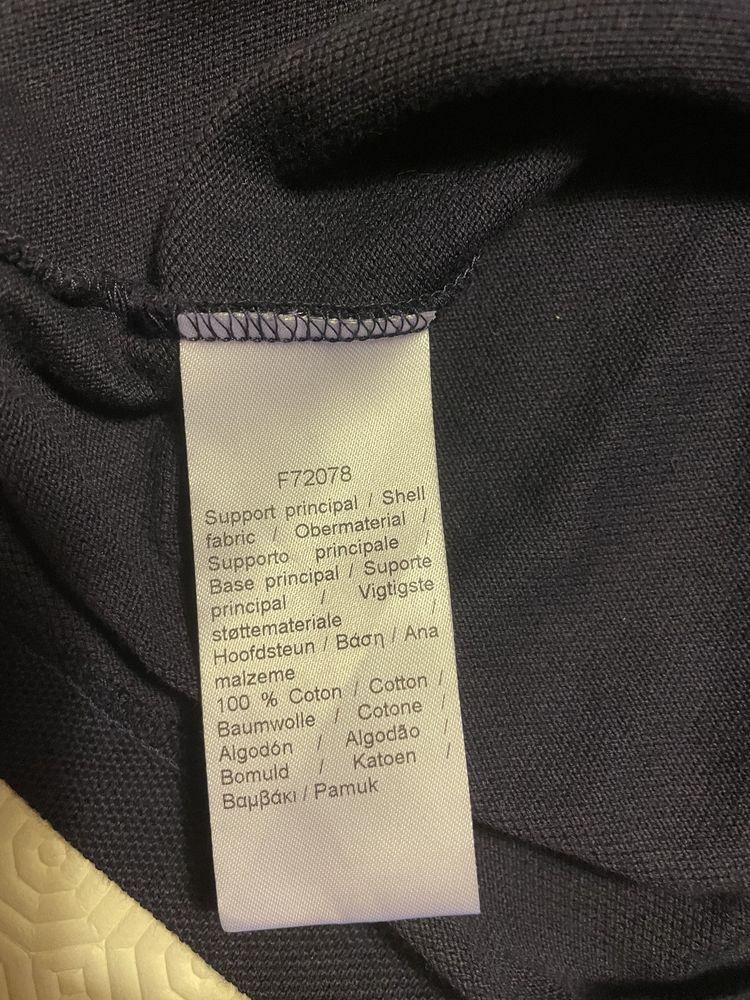 F72078
Support principal / Shell
fabric / Obermaterial /
Supporto principale /
Base principal / Suporte
principal / Vigtigste
støttemateriale /
Hoofdsteun / Βάση / Ana
malzeme
100 % Coton / Cotton /
Baumwolle / Cotone /
Algodón / Algodão /
Bomuld / Katoen /
Βαμβάκι / Pamuk